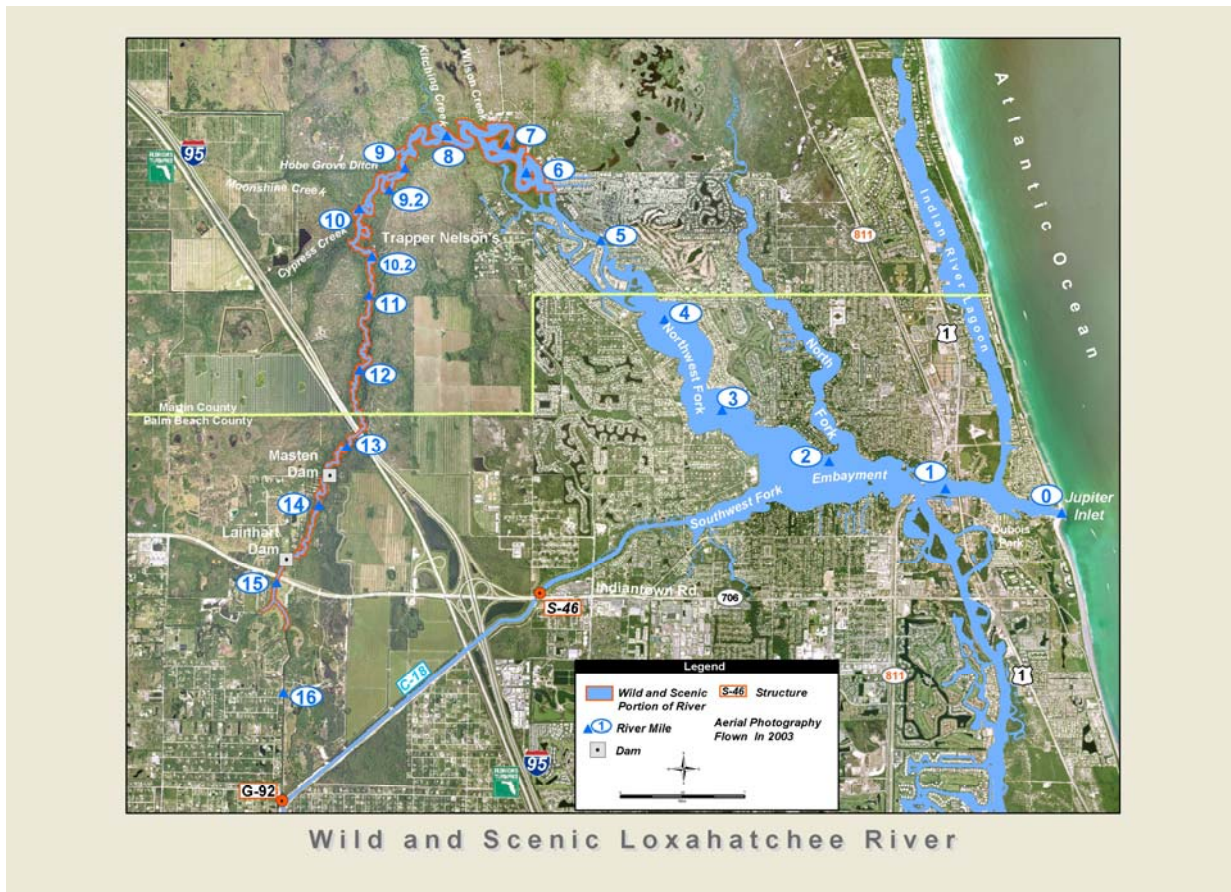 Kitching Creek
Wilson Creek
Atlantic Ocean
95
7
9
8
6
Hobe Grove Ditch
Moonshine Creek
9.2
10
Cypress Creek
Trapper Nelson's
10.2
5
811
Indian River Lagoon
11
4
1
Northwest Fork
North
Fork
12
3
Martin County
Palm Beach County
13
Masten
Dam
2
Embayment
1
0
Jupiter
Inlet
14
Southwest Fork
Dubois
Park
Lainhart
Dam
15
Indiantown Rd.
S-46
706
C-18
16
811
1
95
G-92
Legend
Wild and Scenic
Portion of River
S-46 Structure
1 River Mile
Aerial Photography
Flown In 2003
Dam
Wild and Scenic Loxahatchee River